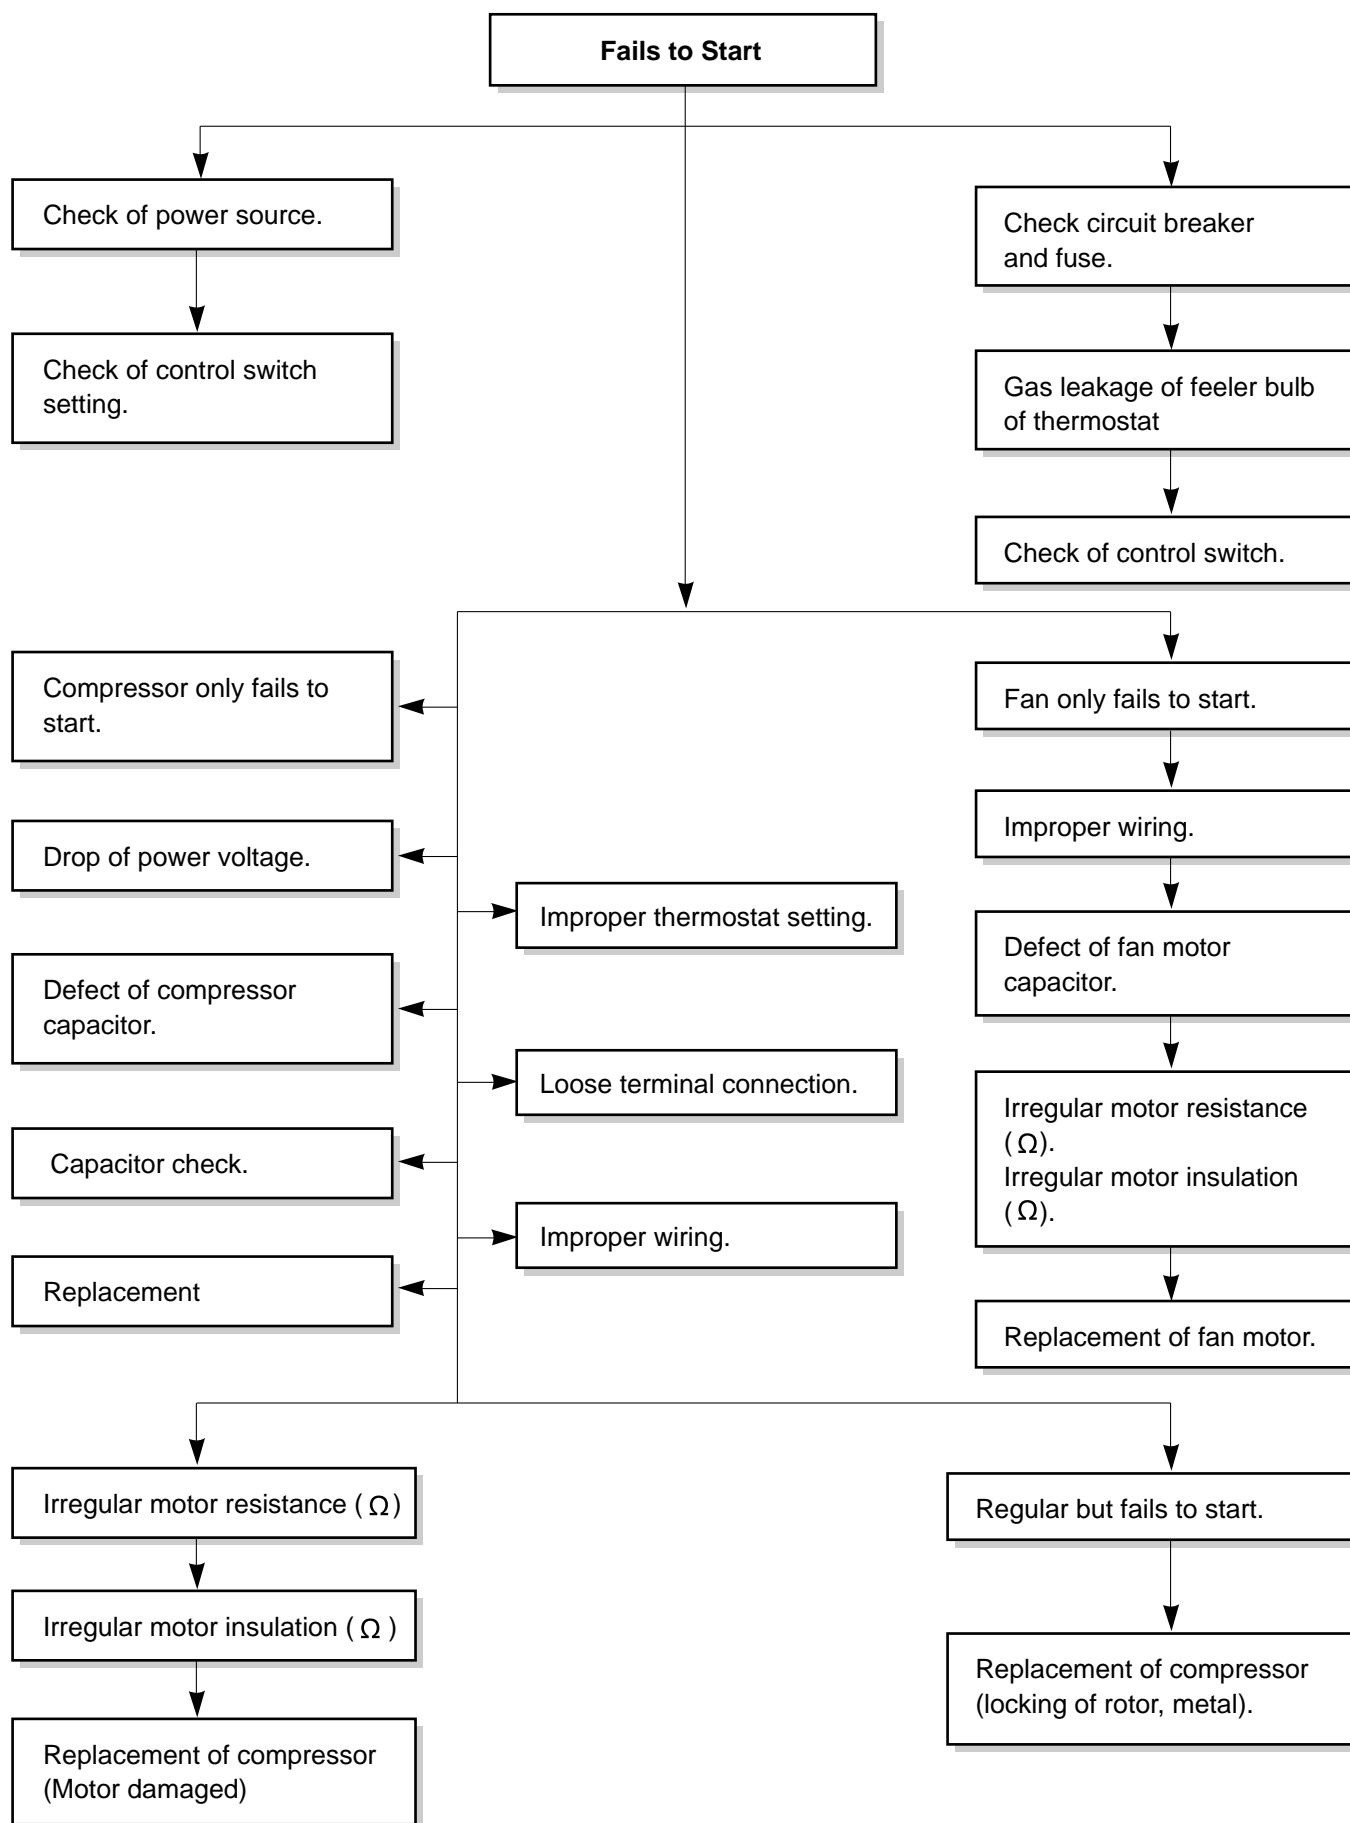 Fails to Start
Check of power source.
Check circuit breaker
and fuse.
Check of control switch
setting.
Gas leakage of feeler bulb
of thermostat
Check of control switch.
Compressor only fails to
start.
Fan only fails to start.
Drop of power voltage.
Improper wiring.
Improper thermostat setting.
Defect of compressor
capacitor.
Defect of fan motor
capacitor.
Loose terminal connection.
Irregular motor resistance
(Ω).
Irregular motor insulation
(Ω).
Capacitor check.
Improper wiring.
Replacement
Replacement of fan motor.
Irregular motor resistance (Ω)
Regular but fails to start.
Irregular motor insulation (Ω )
Replacement of compressor
(locking of rotor, metal).
Replacement of compressor
(Motor damaged)